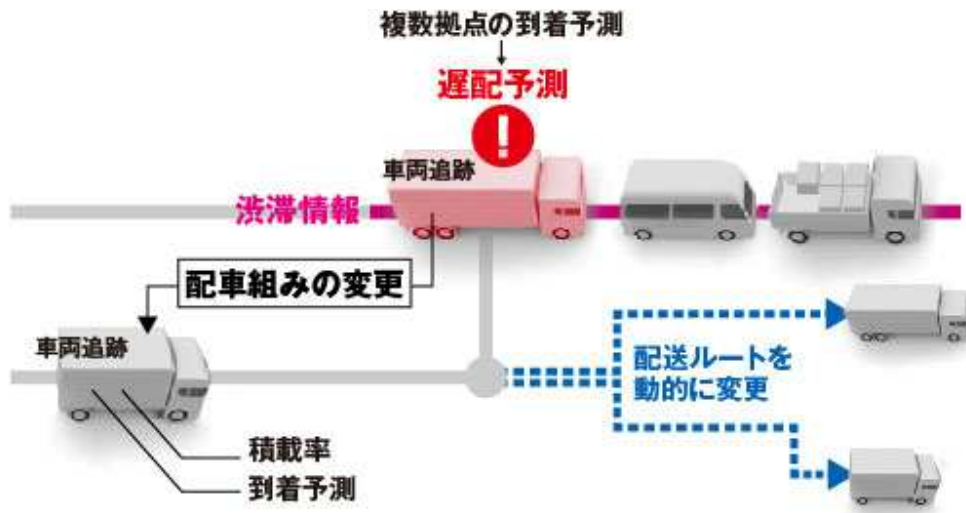 複数拠点の到着予測
遅配予測
!
車両追跡
渋滞情報
配車組みの変更
車両追跡
配送ルートを
動的に変更
積載率
到着予測